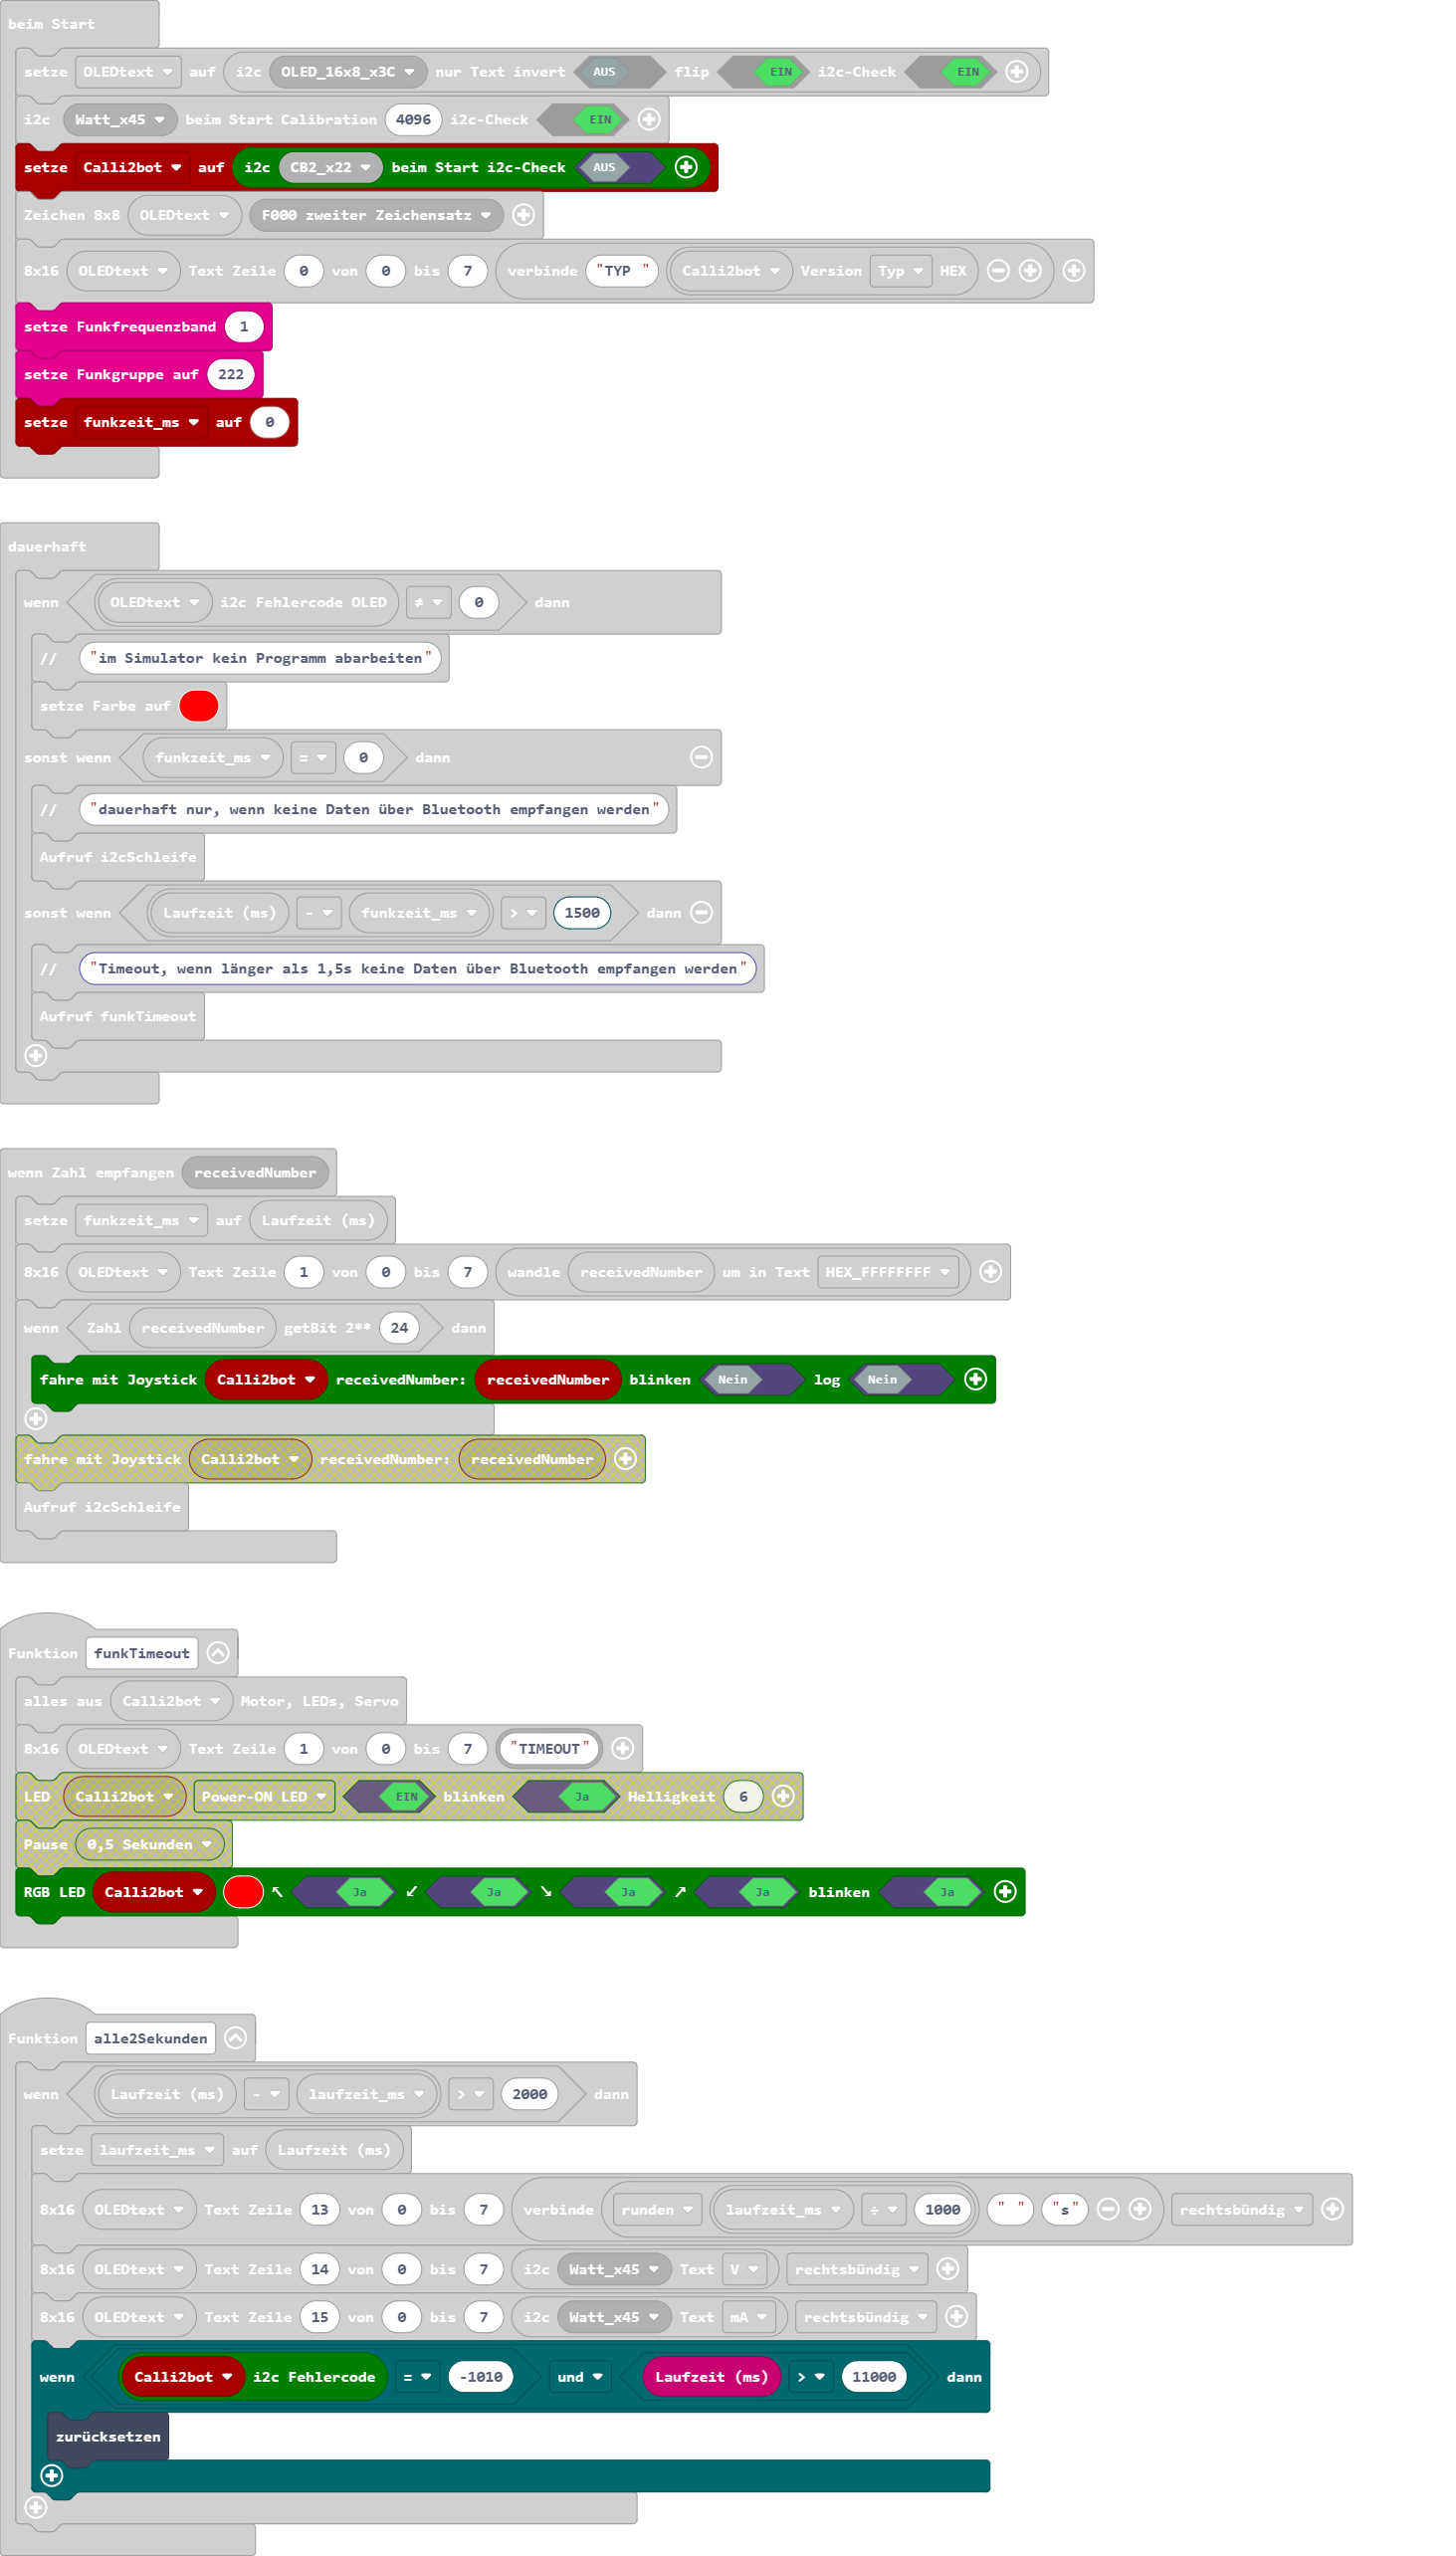 beim Start
setze OLEDtext auf i2c OLED_16x8_x3C nur Text invert AUS flip EIN i2c-Check EIN
i2c Watt_x45 beim Start Calibration 4096 i2c-Check EIN
setze Calli2bot auf i2c CB2_x22 beim Start i2c-Check AUS
Zeichen 8x8 OLEDtext F000 zweiter Zeichensatz
8x16 OLEDtext Text Zeile 0 von 0 bis 7 verbinde "TYP " Calli2bot Version Typ HEX
setze Funkfrequenzband 1
setze Funkgruppe auf 222
setze funkzeit_ms auf 0
dauerhaft
wenn OLEDtext i2c Fehlercode OLED ≠ 0 dann
// "im Simulator kein Programm abarbeiten"
setze Farbe auf
sonst wenn funkzeit_ms = 0 dann
// "dauerhaft nur, wenn keine Daten über Bluetooth empfangen werden"
Aufruf i2cSchleife
sonst wenn Laufzeit (ms) - funkzeit_ms > 1500 dann
// "Timeout, wenn länger als 1,5s keine Daten über Bluetooth empfangen werden"
Aufruf funkTimeout
wenn Zahl empfangen receivedNumber
setze funkzeit_ms auf Laufzeit (ms)
8x16 OLEDtext Text Zeile 1 von 0 bis 7 wandle receivedNumber um in Text HEX_FFFFFFFF
wenn Zahl receivedNumber getBit 2** 24 dann
fahre mit Joystick Calli2bot receivedNumber: receivedNumber blinken Nein log Nein
fahre mit Joystick Calli2bot receivedNumber: receivedNumber
Aufruf i2cSchleife
Funktion funkTimeout
alles aus Calli2bot Motor, LEDs, Servo
8x16 OLEDtext Text Zeile 1 von 0 bis 7 "TIMEOUT"
LED Calli2bot Power-ON LED EIN blinken Ja Helligkeit 6
Pause 0,5 Sekunden
RGB LED Calli2bot ↖ Ja ↙ Ja ↘ Ja ↗ Ja blinken Ja
Funktion alle2Sekunden
wenn Laufzeit (ms) - laufzeit_ms > 2000 dann
setze laufzeit_ms auf Laufzeit (ms)
8x16 OLEDtext Text Zeile 13 von 0 bis 7 verbinde runden laufzeit_ms ÷ 1000 " " "s" rechtsbündig
8x16 OLEDtext Text Zeile 14 von 0 bis 7 i2c Watt_x45 Text V rechtsbündig
8x16 OLEDtext Text Zeile 15 von 0 bis 7 i2c Watt_x45 Text mA rechtsbündig
wenn Calli2bot i2c Fehlercode = -1010 und Laufzeit (ms) > 11000 dann
zurücksetzen